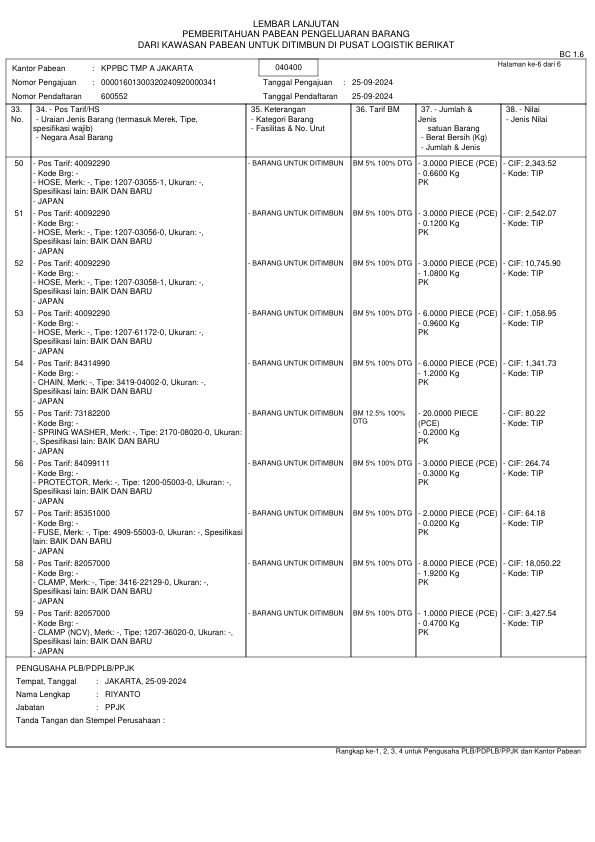 LEMBAR LANJUTAN
PEMBERITAHUAN PABEAN PENGELUARAN BARANG
DARI KAWASAN PABEAN UNTUK DITIMBUN DI PUSAT LOGISTIK BERIKAT
BC 1.6
Kantor Pabean : KPPBC TMP A JAKARTA 040400 Halaman ke-6 dari 6
Nomor Pengajuan : 00001601300320240920000341 Tanggal Pengajuan : 25-09-2024
Nomor Pendaftaran 600552 Tanggal Pendaftaran 25-09-2024
33. No.
34. - Pos Tarif/HS
- Uraian Jenis Barang (termasuk Merek, Tipe,
spesifikasi wajib)
- Negara Asal Barang
35. Keterangan
- Kategori Barang
- Fasilitas & No. Urut
36. Tarif BM
37. - Jumlah &
Jenis
satuan Barang
- Berat Bersih (Kg)
- Jumlah & Jenis
38. - Nilai
- Jenis Nilai
50 - Pos Tarif: 40092290 - BARANG UNTUK DITIMBUN BM 5% 100% DTG - 3.0000 PIECE (PCE) - CIF: 2,343.52
- Kode Brg: - - 0.6600 Kg - Kode: TIP
- HOSE, Merk: -, Tipe: 1207-03055-1, Ukuran: -, PK
Spesifikasi lain: BAIK DAN BARU
- JAPAN
51 - Pos Tarif: 40092290 - BARANG UNTUK DITIMBUN BM 5% 100% DTG - 3.0000 PIECE (PCE) - CIF: 2,542.07
- Kode Brg: - - 0.1200 Kg - Kode: TIP
- HOSE, Merk: -, Tipe: 1207-03056-0, Ukuran: -, PK
Spesifikasi lain: BAIK DAN BARU
- JAPAN
52 - Pos Tarif: 40092290 - BARANG UNTUK DITIMBUN BM 5% 100% DTG - 3.0000 PIECE (PCE) - CIF: 10,745.90
- Kode Brg: - - 1.0800 Kg - Kode: TIP
- HOSE, Merk: -, Tipe: 1207-03058-1, Ukuran: -, PK
Spesifikasi lain: BAIK DAN BARU
- JAPAN
53 - Pos Tarif: 40092290 - BARANG UNTUK DITIMBUN BM 5% 100% DTG - 6.0000 PIECE (PCE) - CIF: 1,058.95
- Kode Brg: - - 0.9600 Kg - Kode: TIP
- HOSE, Merk: -, Tipe: 1207-61172-0, Ukuran: -, PK
Spesifikasi lain: BAIK DAN BARU
- JAPAN
54 - Pos Tarif: 84314990 - BARANG UNTUK DITIMBUN BM 5% 100% DTG - 6.0000 PIECE (PCE) - CIF: 1,341.73
- Kode Brg: - - 1.2000 Kg - Kode: TIP
- CHAIN, Merk: -, Tipe: 3419-04002-0, Ukuran: -, PK
Spesifikasi lain: BAIK DAN BARU
- JAPAN
55 - Pos Tarif: 73182200 - BARANG UNTUK DITIMBUN BM 12.5% 100% - 20.0000 PIECE - CIF: 80.22
- Kode Brg: - DTG (PCE) - Kode: TIP
- SPRING WASHER, Merk: -, Tipe: 2170-08020-0, Ukuran: - 0.2000 Kg
-, Spesifikasi lain: BAIK DAN BARU PK
- JAPAN
56 - Pos Tarif: 84099111 - BARANG UNTUK DITIMBUN BM 5% 100% DTG - 3.0000 PIECE (PCE) - CIF: 264.74
- Kode Brg: - - 0.3000 Kg - Kode: TIP
- PROTECTOR, Merk: -, Tipe: 1200-05003-0, Ukuran: -, PK
Spesifikasi lain: BAIK DAN BARU
- JAPAN
57 - Pos Tarif: 85351000 - BARANG UNTUK DITIMBUN BM 5% 100% DTG - 2.0000 PIECE (PCE) - CIF: 64.18
- Kode Brg: - - 0.0200 Kg - Kode: TIP
- FUSE, Merk: -, Tipe: 4909-55003-0, Ukuran: -, Spesifikasi PK
lain: BAIK DAN BARU
- JAPAN
58 - Pos Tarif: 82057000 - BARANG UNTUK DITIMBUN BM 5% 100% DTG - 8.0000 PIECE (PCE) - CIF: 18,050.22
- Kode Brg: - - 1.9200 Kg - Kode: TIP
- CLAMP, Merk: -, Tipe: 3416-22129-0, Ukuran: -, PK
Spesifikasi lain: BAIK DAN BARU
- JAPAN
59 - Pos Tarif: 82057000 - BARANG UNTUK DITIMBUN BM 5% 100% DTG - 1.0000 PIECE (PCE) - CIF: 3,427.54
- Kode Brg: - - 0.4700 Kg - Kode: TIP
- CLAMP (NCV), Merk: -, Tipe: 1207-36020-0, Ukuran: -, PK
Spesifikasi lain: BAIK DAN BARU
- JAPAN
PENGUSAHA PLB/PDPLB/PPJK
Tempat, Tanggal : JAKARTA, 25-09-2024
Nama Lengkap : RIYANTO
Jabatan : PPJK
Tanda Tangan dan Stempel Perusahaan :
Rangkap ke-1, 2, 3, 4 untuk Pengusaha PLB/PDPLB/PPJK dan Kantor Pabean